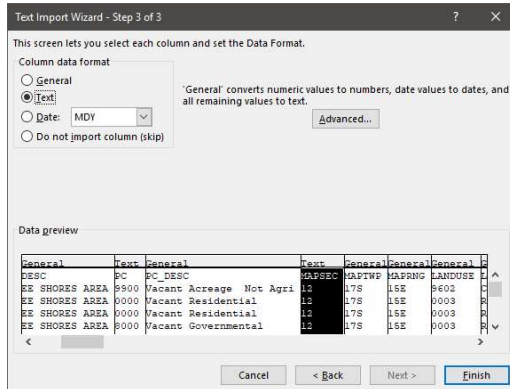 Text Import Wizard - Step 3 of 3 ? ×
This screen lets you select each column and set the Data Format.
Column data format
General
Text
Date: MDY
Do not import column (skip)
'General' converts numeric values to numbers, date values to dates, and
all remaining values to text.
Advanced...
Data preview
General Text General Text General General General
DESC PC PC_DESC MAPSEC MAPTWP MAPRNG LANDUSE
EE SHORES AREA 9900 Vacant Acreage Not Agri 12 17S 15E 9602 C
EE SHORES AREA 0000 Vacant Residential 12 17S 15E 0003 R
EE SHORES AREA 0000 Vacant Residential 12 17S 15E 0003 R
EE SHORES AREA 8000 Vacant Governmental 12 17S 15E 0003 R
Cancel < Back Next > Finish